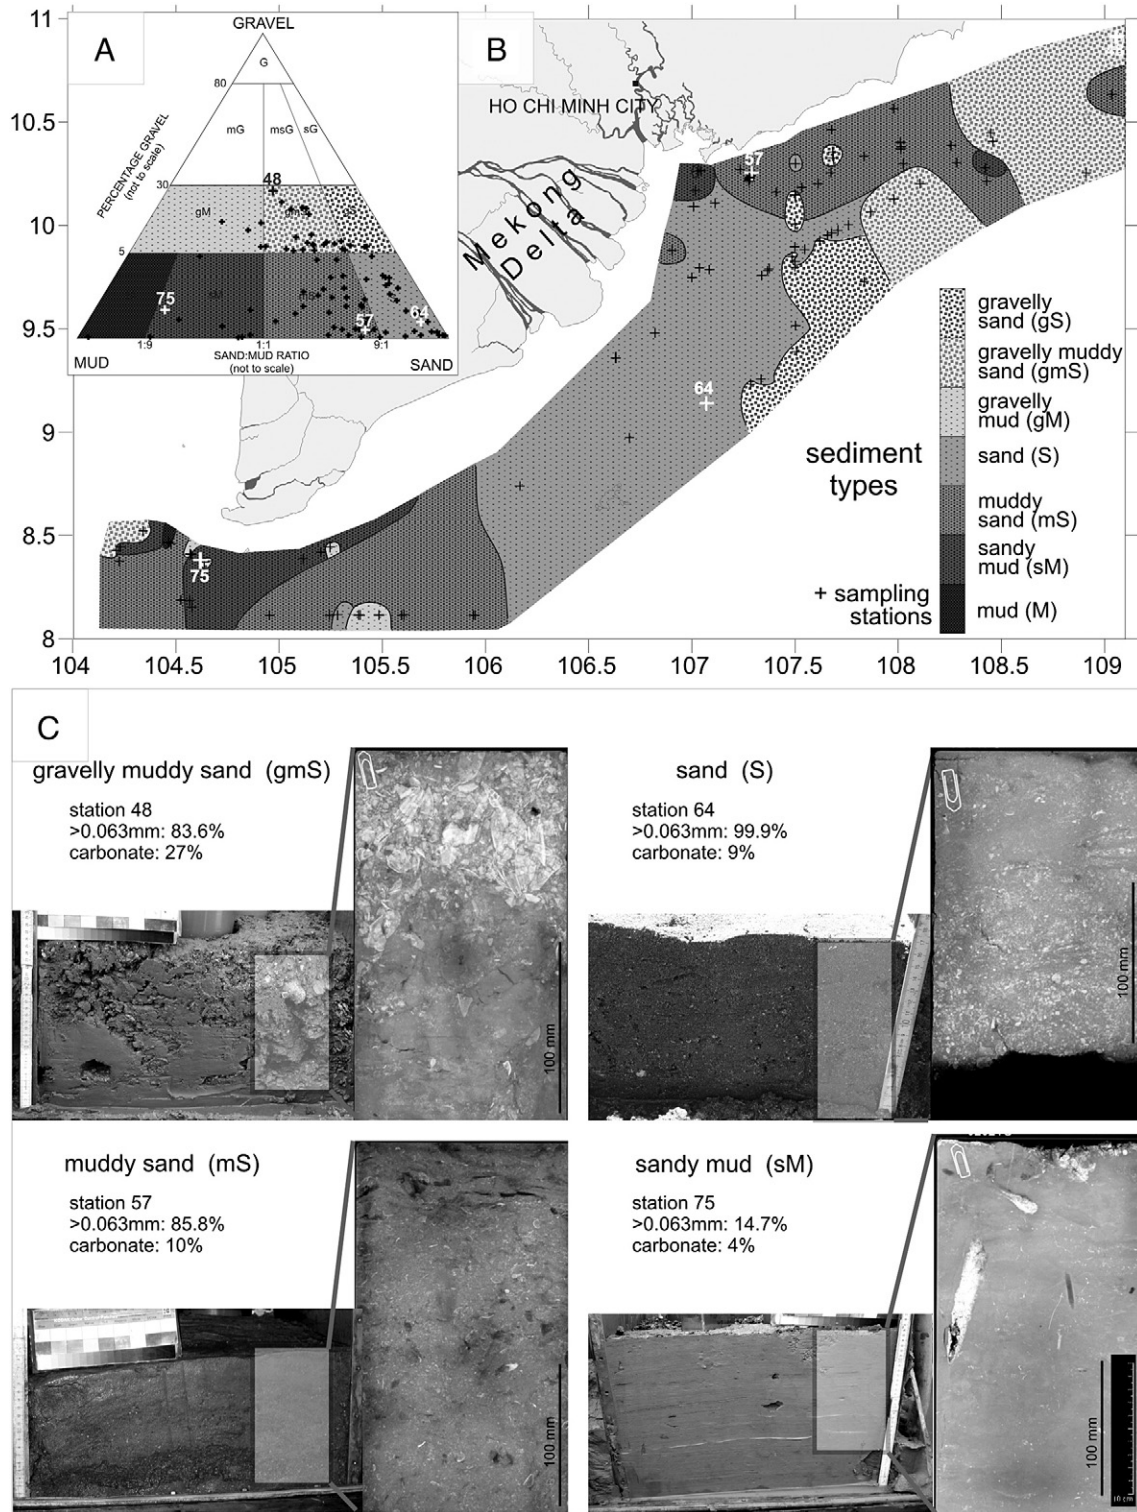 A
GRAVEL
G
80
mG
msG
sG
PERCENTAGE GRAVEL
(not to scale)
30
48
gM
gS
5
75
57
64
sM
mS
1:9
1:1
9:1
MUD
SAND:MUD RATIO
(not to scale)
SAND
B
HO CHI MINH CITY
Mekong
Delta
57
64
75
11
10.5
10
9.5
9
8.5
8
104
104.5
105
105.5
106
106.5
107
107.5
108
108.5
109
sediment
types
+ sampling
stations
gravelly
sand (gS)
gravelly muddy
sand (gmS)
gravelly
mud (gM)
sand (S)
muddy
sand (mS)
sandy
mud (sM)
mud (M)
C
gravelly muddy sand (gmS)
station 48
>0.063mm: 83.6%
carbonate: 27%
100 mm
sand (S)
station 64
>0.063mm: 99.9%
carbonate: 9%
100 mm
muddy sand (mS)
station 57
>0.063mm: 85.8%
carbonate: 10%
100 mm
sandy mud (sM)
station 75
>0.063mm: 14.7%
carbonate: 4%
100 mm
10 cm